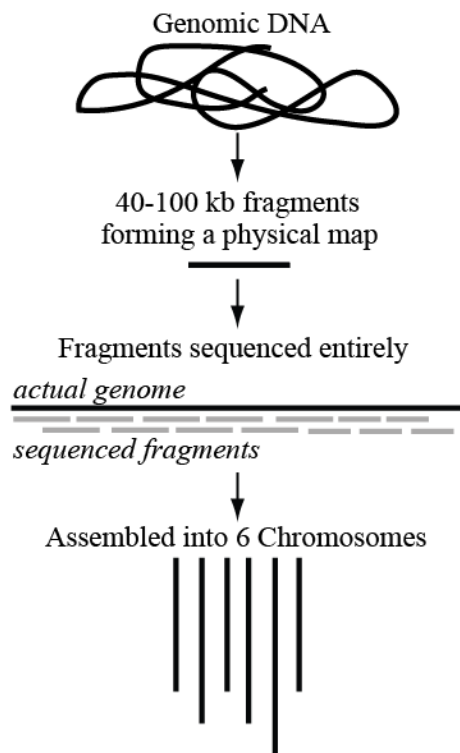 Genomic DNA
40-100 kb fragments
forming a physical map
Fragments sequenced entirely
actual genome
sequenced fragments
Assembled into 6 Chromosomes